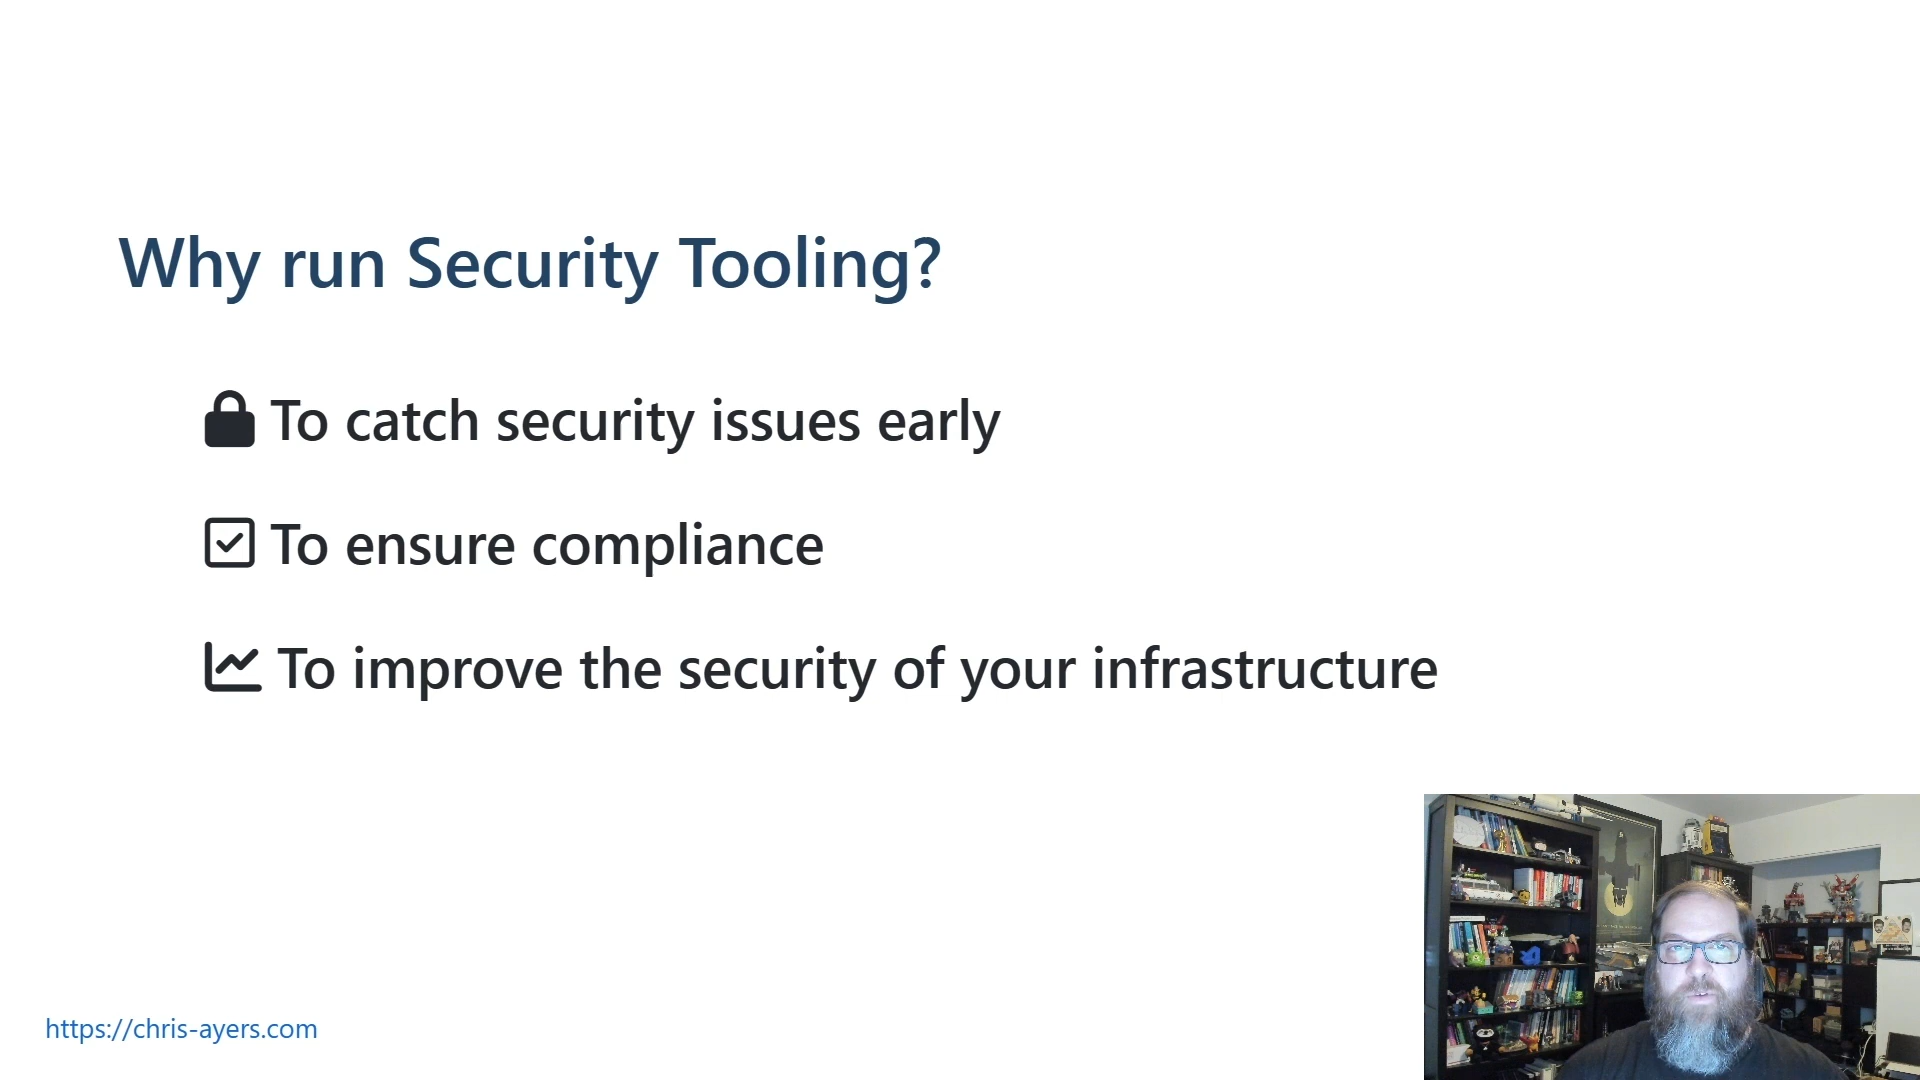 Why run Security Tooling?
To catch security issues early
To ensure compliance
To improve the security of your infrastructure
https://chris-ayers.com